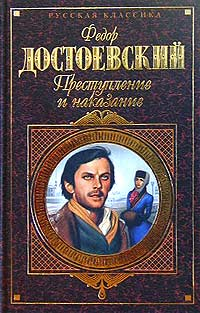 РУССКАЯ КЛАССИКА
Федор
ДОСТОЕВСКИЙ
Преступление
и наказание